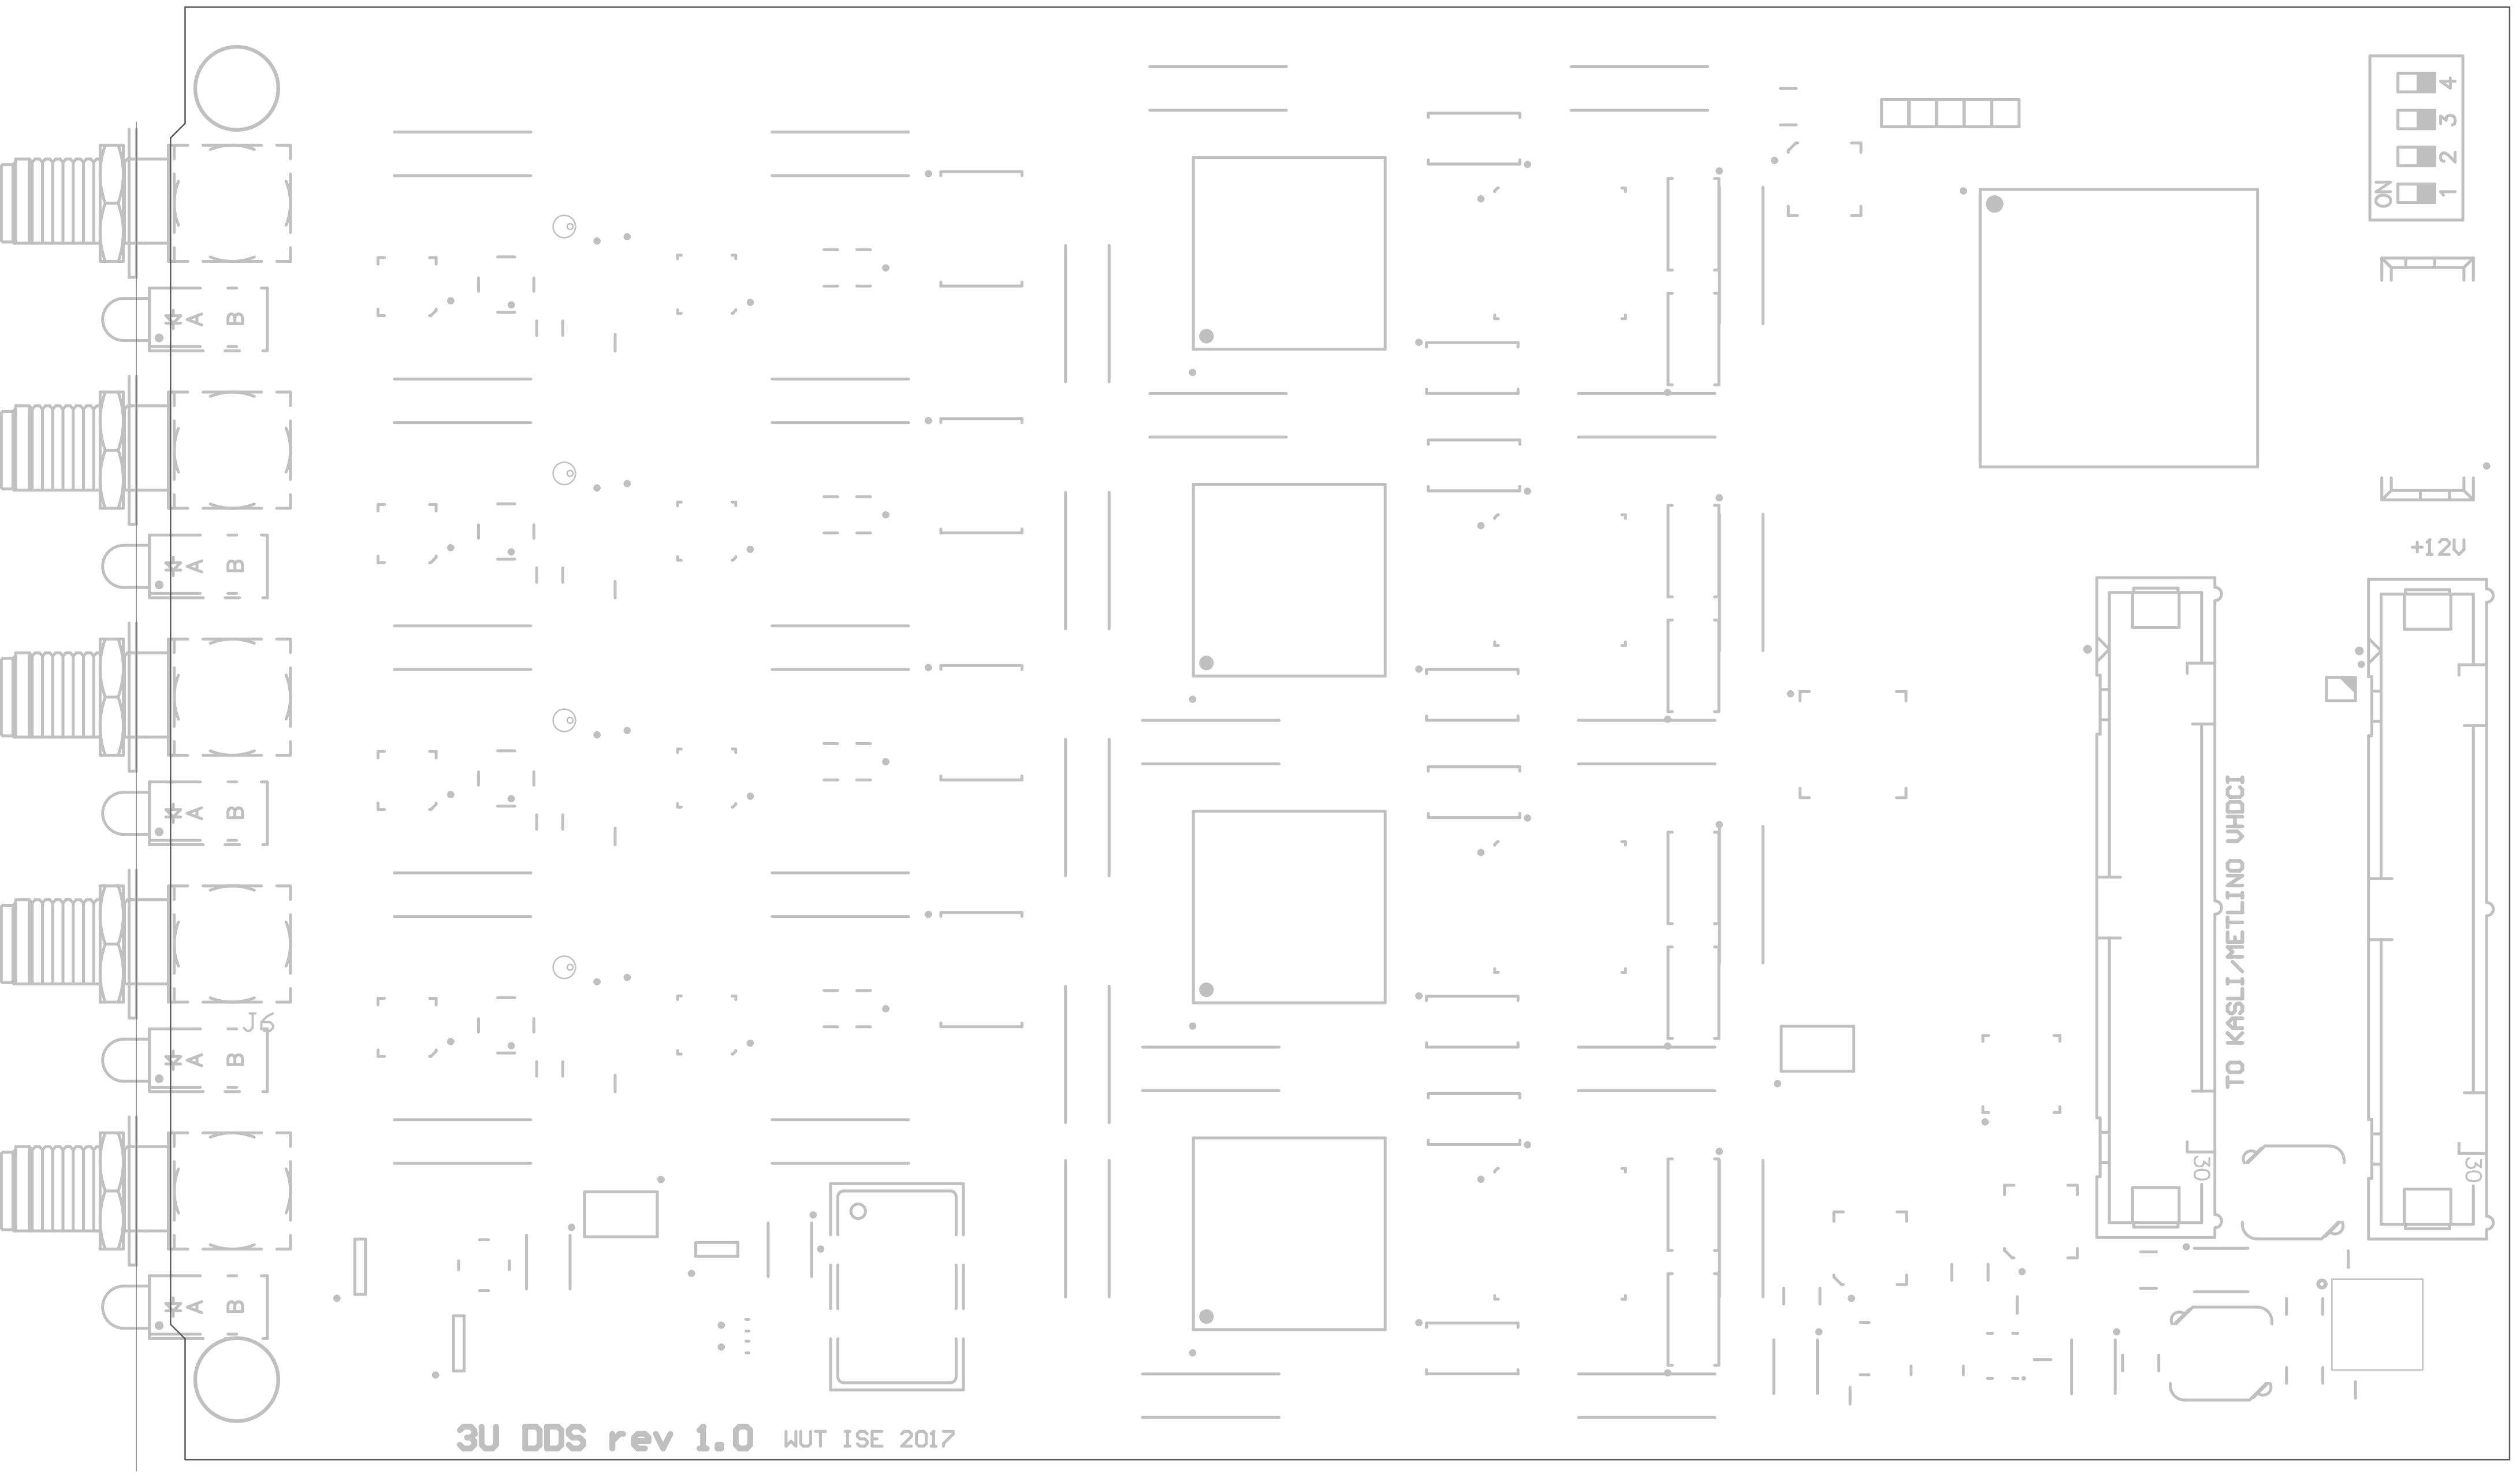 4
3
2
1
ON
A B
+12V
A B
A B
TO KASLI/METLINO VHDCI
J6
A B
30
30
A B
3U DDS rev 1.0 WUT ISE 2017